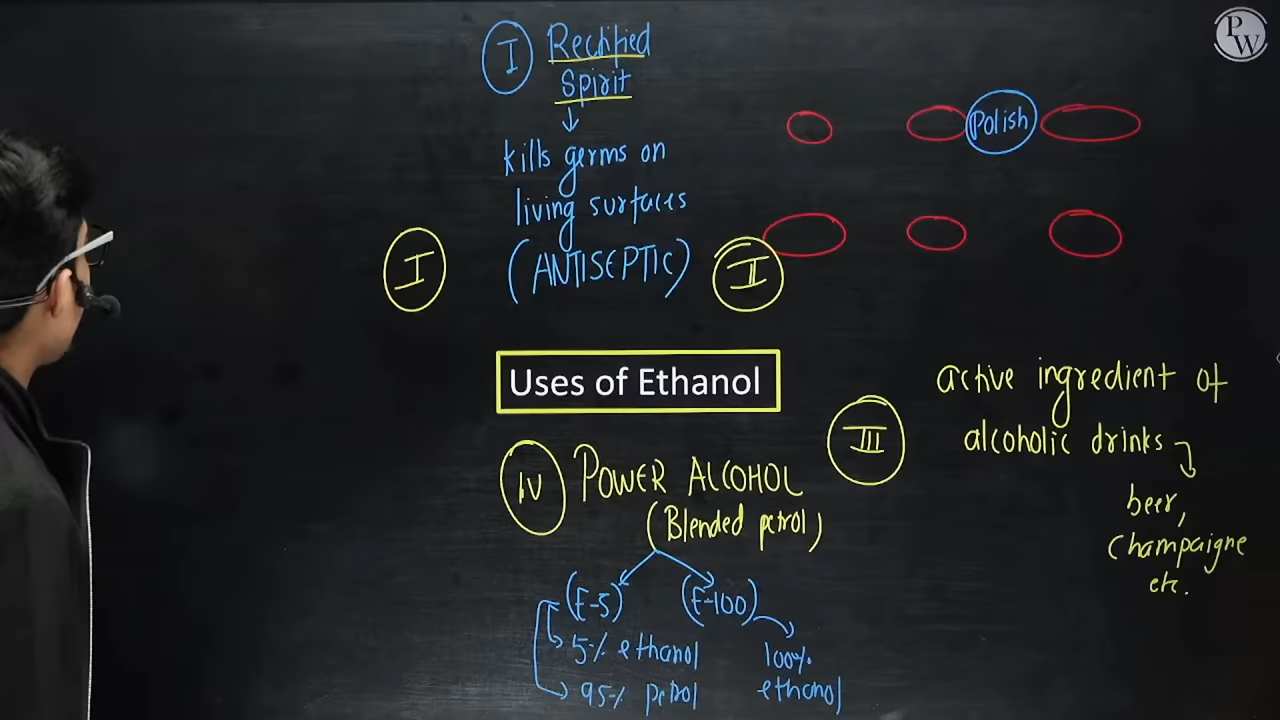 PW
I Rectified
Spirit
kills germs on
living surfaces
(ANTISEPTIC)
I
II
Polish
Uses of Ethanol
III
active ingredient of
alcoholic drinks
beer,
Champaigne
etc.
IV POWER ALCOHOL
(Blended petrol)
(E-5)
5% ethanol
95% petrol
(E-100)
100%
ethanol